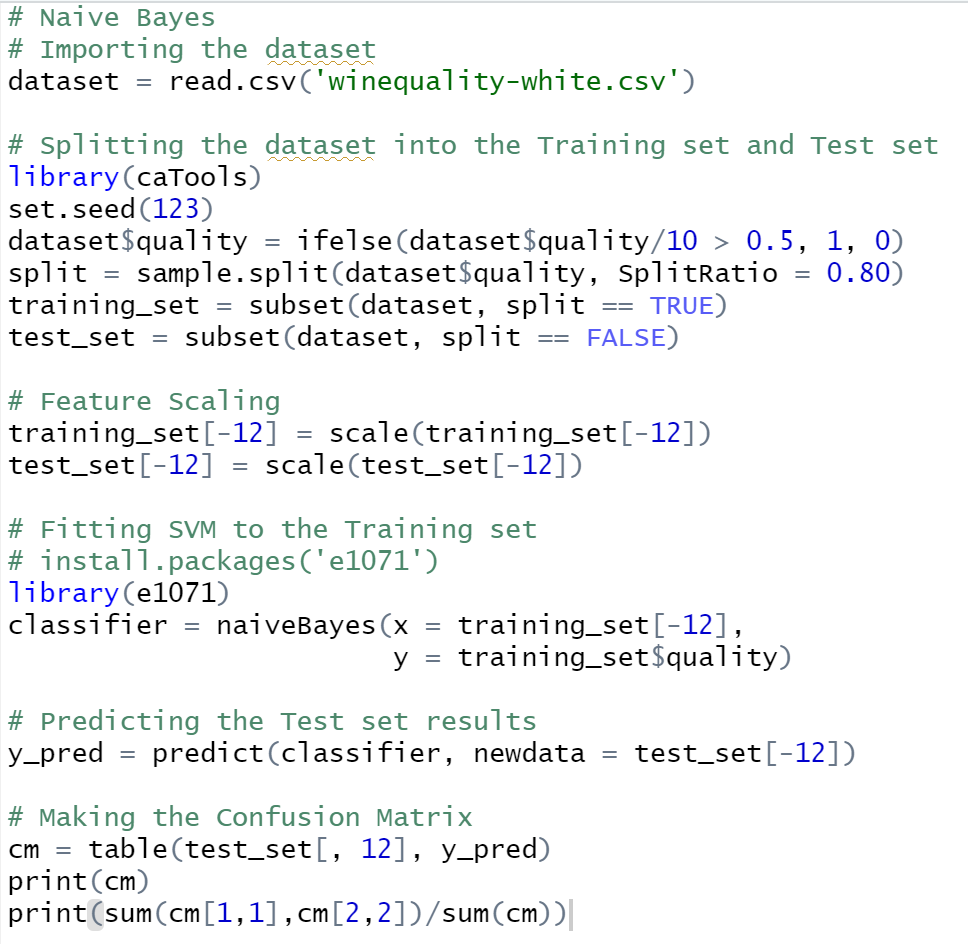 # Naive Bayes
# Importing the dataset
dataset = read.csv('winequality-white.csv')

# Splitting the dataset into the Training set and Test set
library(caTools)
set.seed(123)
dataset$quality = ifelse(dataset$quality/10 > 0.5, 1, 0)
split = sample.split(dataset$quality, SplitRatio = 0.80)
training_set = subset(dataset, split == TRUE)
test_set = subset(dataset, split == FALSE)

# Feature Scaling
training_set[-12] = scale(training_set[-12])
test_set[-12] = scale(test_set[-12])

# Fitting SVM to the Training set
# install.packages('e1071')
library(e1071)
classifier = naiveBayes(x = training_set[-12],
                        y = training_set$quality)

# Predicting the Test set results
y_pred = predict(classifier, newdata = test_set[-12])

# Making the Confusion Matrix
cm = table(test_set[, 12], y_pred)
print(cm)
print(sum(cm[1,1],cm[2,2])/sum(cm))